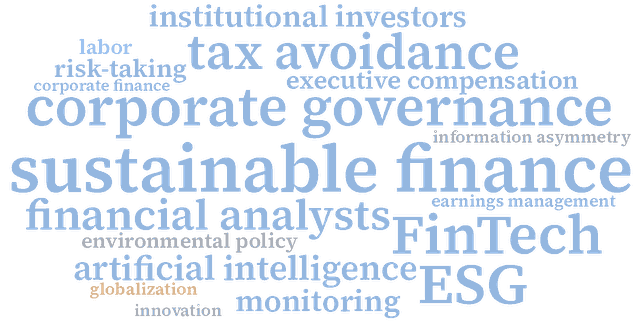 institutional investors
labor
tax avoidance
risk-taking
executive compensation
corporate finance
corporate governance
information asymmetry
sustainable finance
earnings management
financial analysts
FinTech
environmental policy
artificial intelligence
ESG
globalization
monitoring
innovation